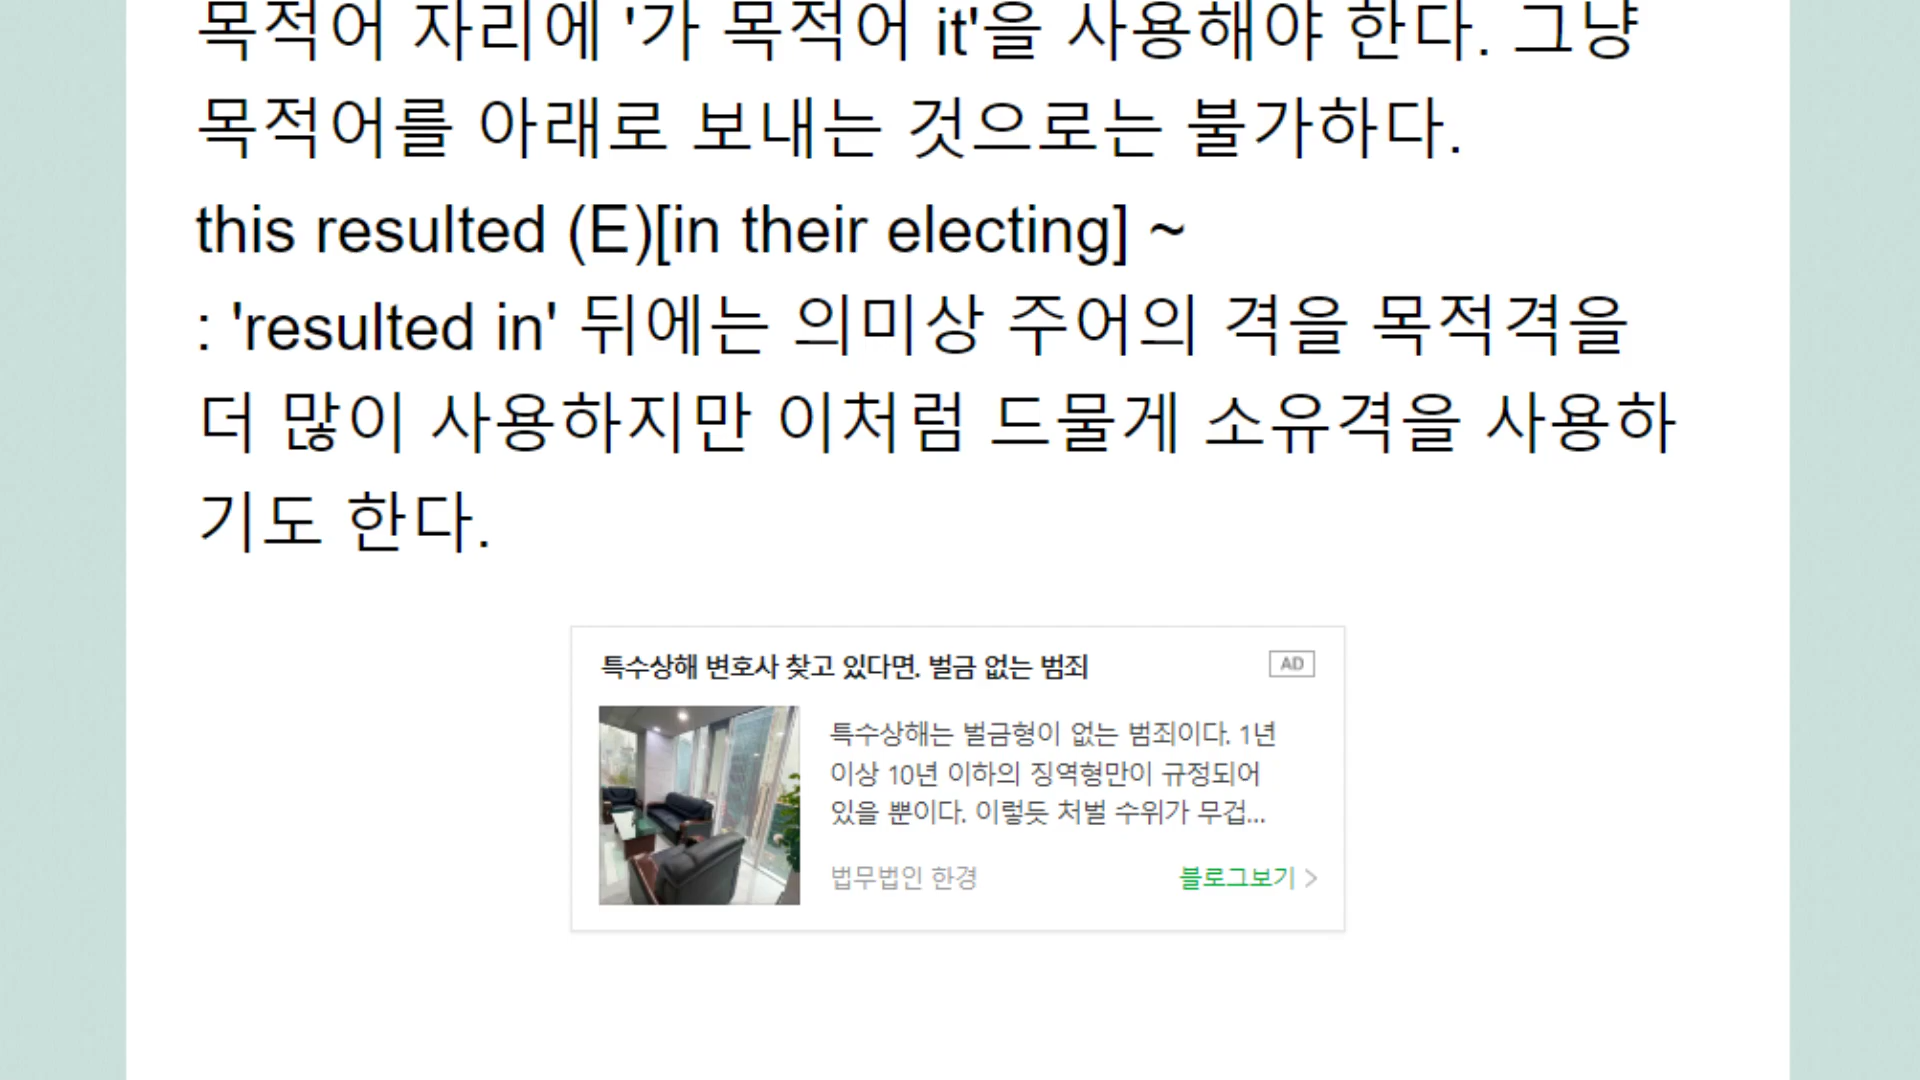 목적어 자리에 '가 목적어 it'을 사용해야 한다. 그냥
목적어를 아래로 보내는 것으로는 불가하다.
this resulted (E)[in their electing] ~
: 'resulted in' 뒤에는 의미상 주어의 격을 목적격을
더 많이 사용하지만 이처럼 드물게 소유격을 사용하
기도 한다.
특수상해 변호사 찾고 있다면. 벌금 없는 범죄
AD
특수상해는 벌금형이 없는 범죄이다. 1년
이상 10년 이하의 징역형만이 규정되어
있을 뿐이다. 이렇듯 처벌 수위가 무겁...
법무법인 한경
블로그보기 >